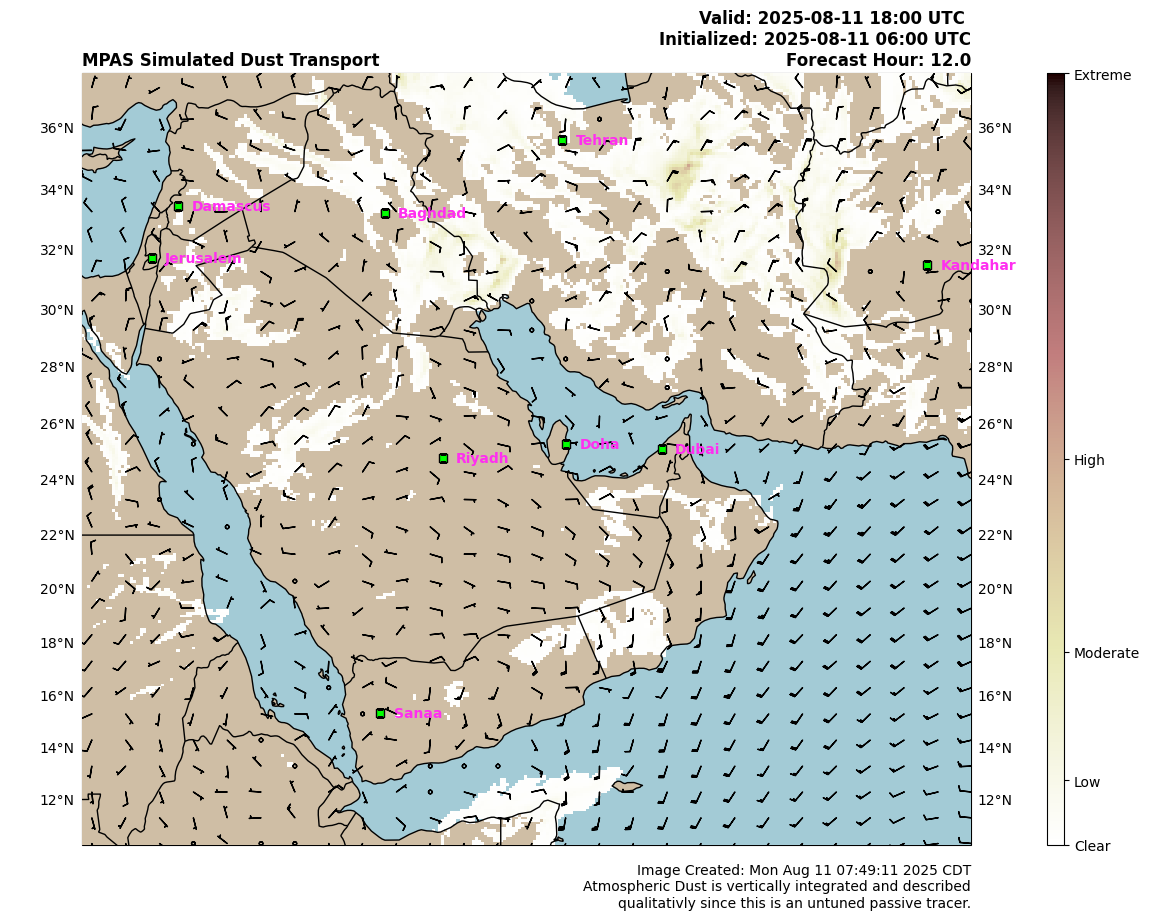 Valid: 2025-08-11 18:00 UTC
Initialized: 2025-08-11 06:00 UTC
MPAS Simulated Dust Transport
Forecast Hour: 12.0
Extreme
36°N
36°N
Tehran
34°N
34°N
Damascus
Baghdad
32°N
32°N
Jerusalem
Kandahar
30°N
30°N
28°N
28°N
26°N
26°N
Doha
Dubai
Riyadh
High
24°N
24°N
22°N
22°N
20°N
20°N
18°N
18°N
Moderate
16°N
16°N
Sanaa
14°N
14°N
Low
12°N
12°N
Clear
Image Created: Mon Aug 11 07:49:11 2025 CDT
Atmospheric Dust is vertically integrated and described
qualitativly since this is an untuned passive tracer.